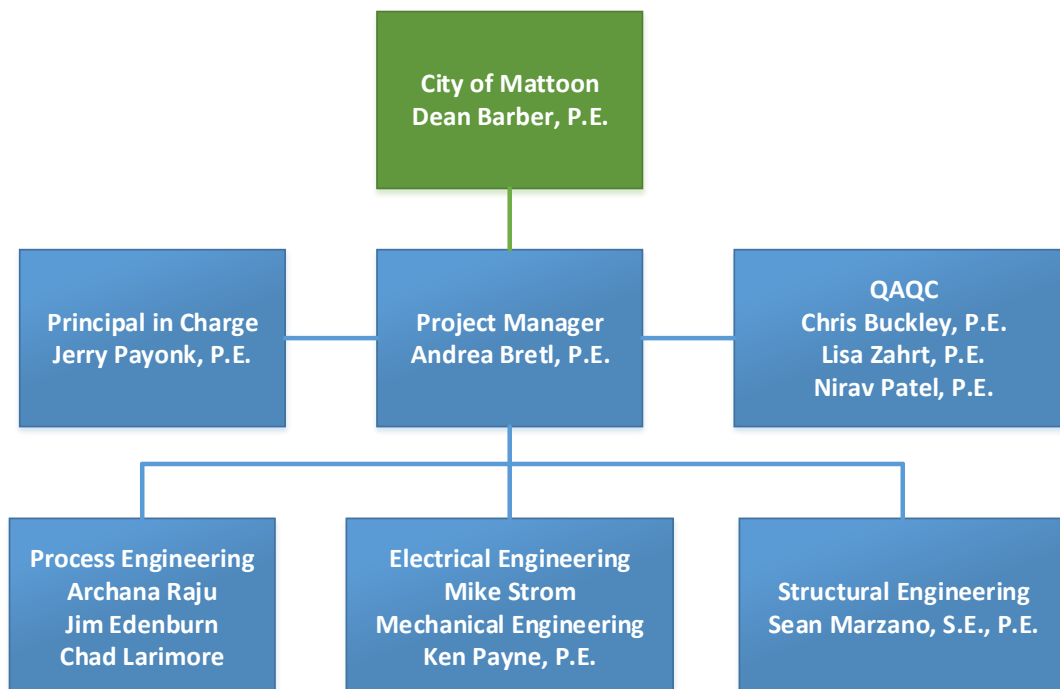 City of Mattoon
Dean Barber, P.E.
Principal in Charge
Jerry Payonk, P.E.
Project Manager
Andrea Bretl, P.E.
QAQC
Chris Buckley, P.E.
Lisa Zahrt, P.E.
Nirav Patel, P.E.
Process Engineering
Archana Raju
Jim Edenburn
Chad Larimore
Electrical Engineering
Mike Strom
Mechanical Engineering
Ken Payne, P.E.
Structural Engineering
Sean Marzano, S.E., P.E.